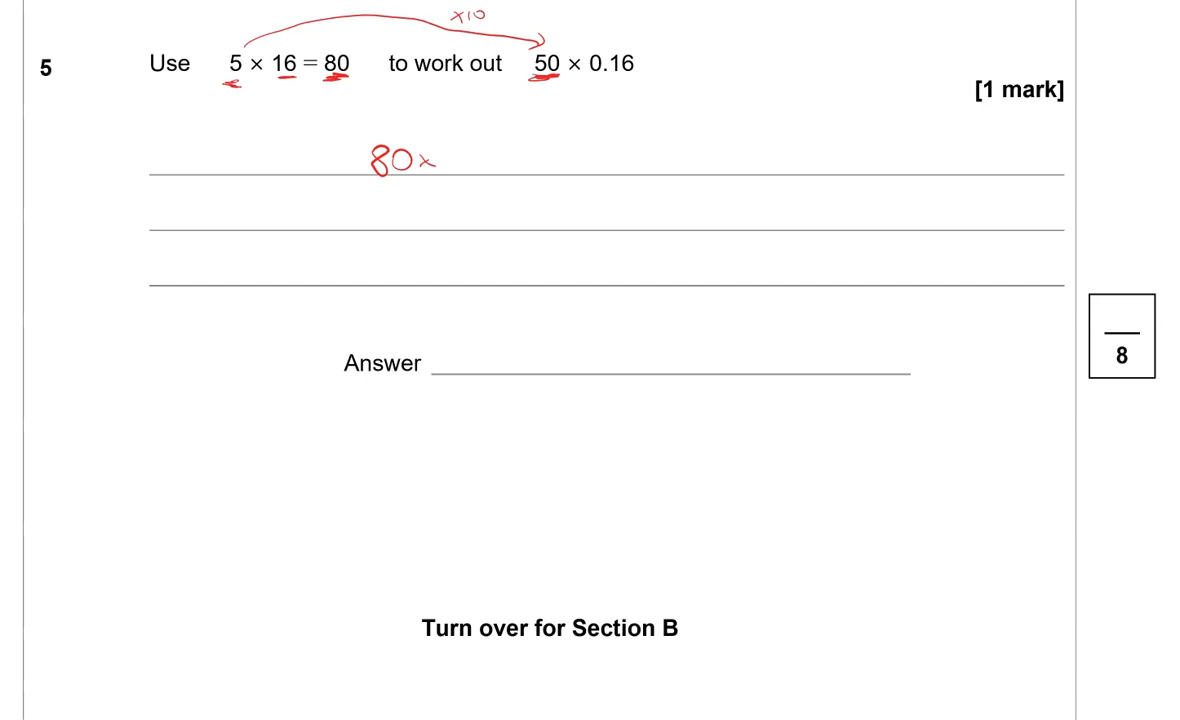 ×10
5 Use 5 × 16 = 80 to work out 50 × 0.16
[1 mark]
80×
8
Answer
Turn over for Section B